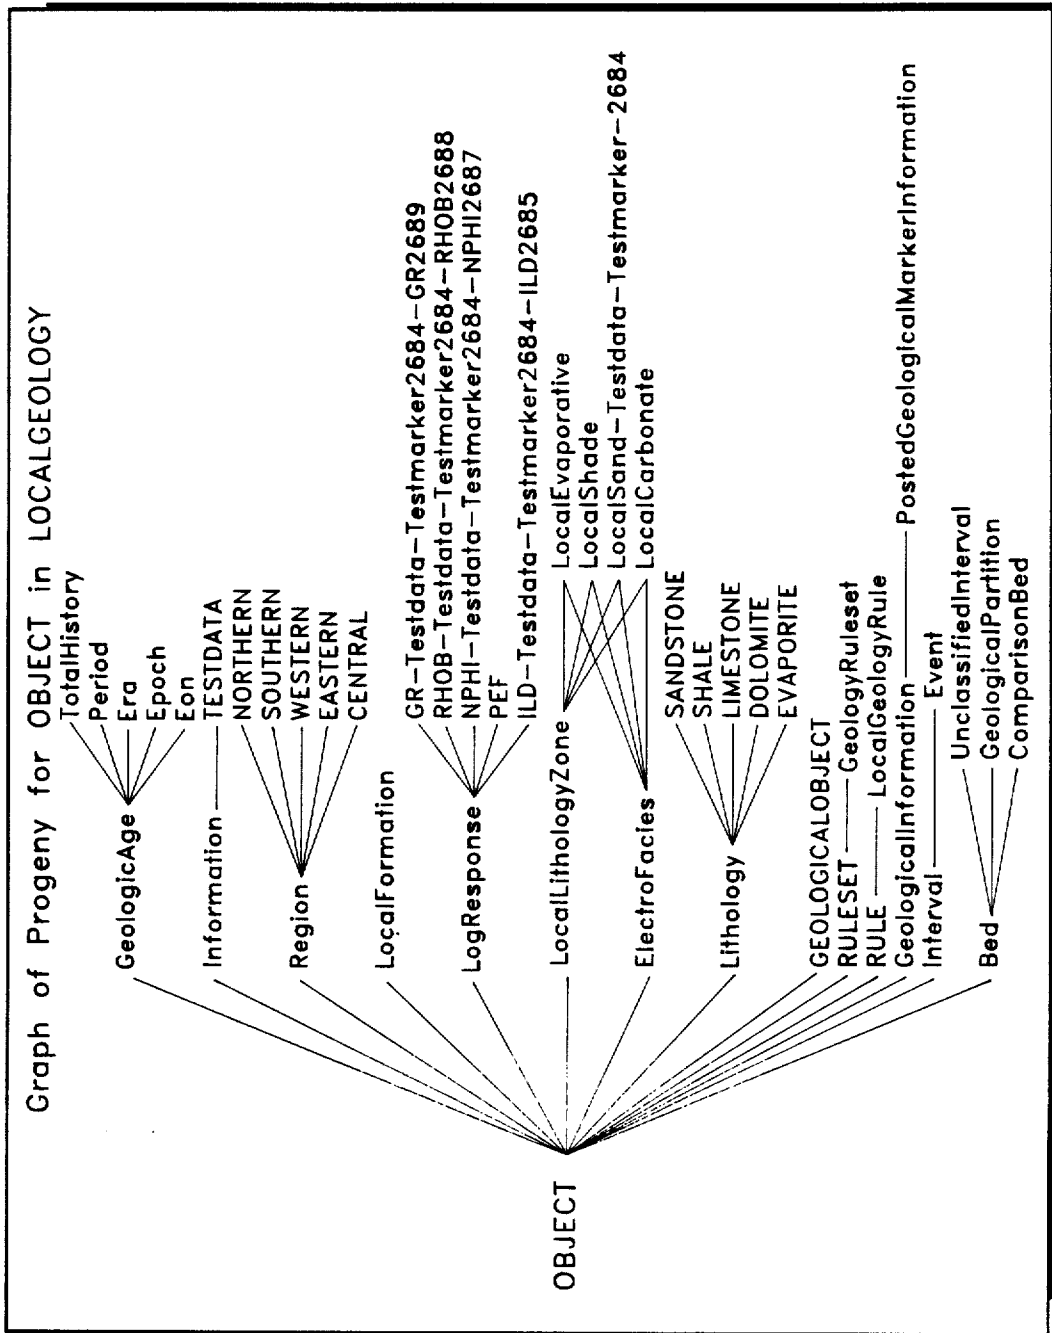 Graph of Progeny for OBJECT in LOCALGEOLOGY
OBJECT
GeologicAge
TotalHistory
Period
Era
Epoch
Eon
Information
TESTDATA
Region
NORTHERN
SOUTHERN
WESTERN
EASTERN
CENTRAL
LocalFormation
LogResponse
GR-Testdata-Testmarker2684-GR2689
RHOB-Testdata-Testmarker2684-RHOB2688
NPHI-Testdata-Testmarker2684-NPHI2687
PEF
ILD-Testdata-Testmarker2684-ILD2685
LocalLithologyZone
LocalEvaporative
LocalShade
LocalSand-Testdata-Testmarker-2684
LocalCarbonate
ElectroFacies
Lithology
SANDSTONE
SHALE
LIMESTONE
DOLOMITE
EVAPORITE
GEOLOGICALOBJECT
RULESET
GeologyRuleset
RULE
LocalGeologyRule
GeologicalInformation
PostedGeologicalMarkerInformation
Interval
Event
Bed
UnclassifiedInterval
GeologicalPartition
ComparisonBed